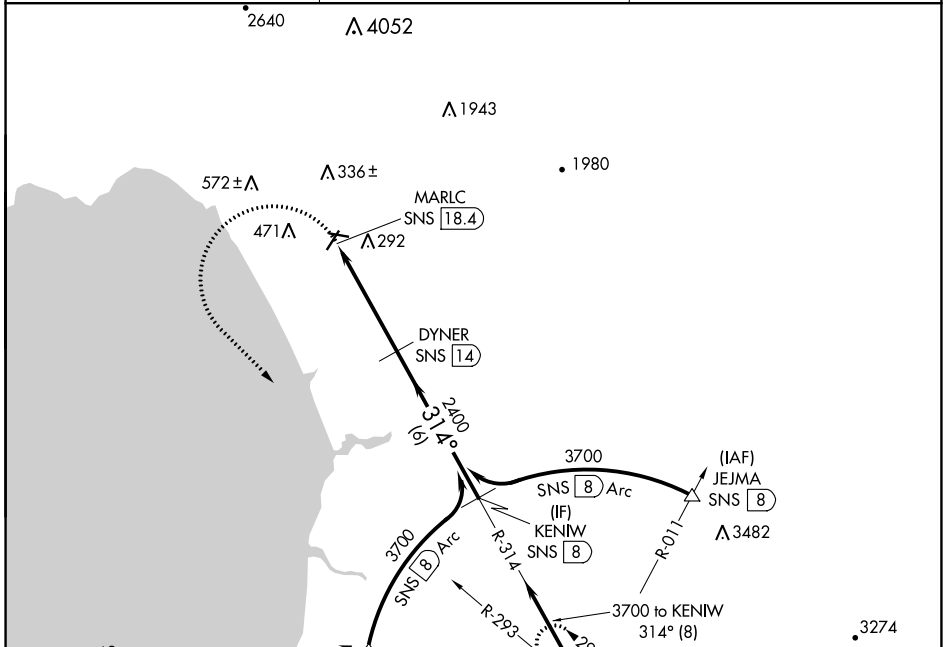 2640
4052
1943
1980
572±
336±
MARLC
SNS 18.4
471
292
DYNER
SNS 14
2400
314°
(6)
3700
SNS 8 Arc
(IAF)
JEJMA
SNS 8
(IF)
KENIW
SNS 8
3482
3700
SNS 8 Arc
R-314
R-011
R-293
3700 to KENIW
314° (8)
3274